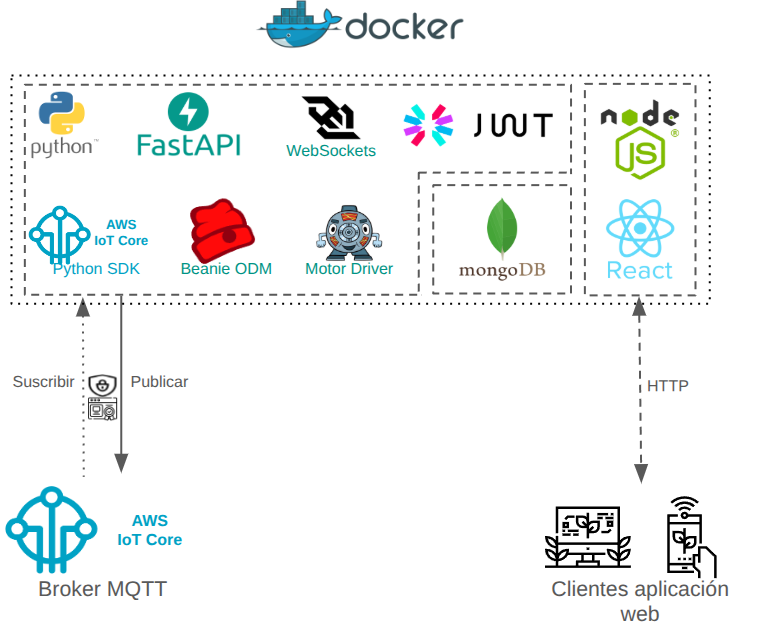 docker
python™
FastAPI
WebSockets
JWT
node
JS®
AWS
IoT Core
Python SDK
Beanie ODM
Motor Driver
mongoDB
React
Suscribir
Publicar
HTTP
AWS
IoT Core
Broker MQTT
Clientes aplicación
web